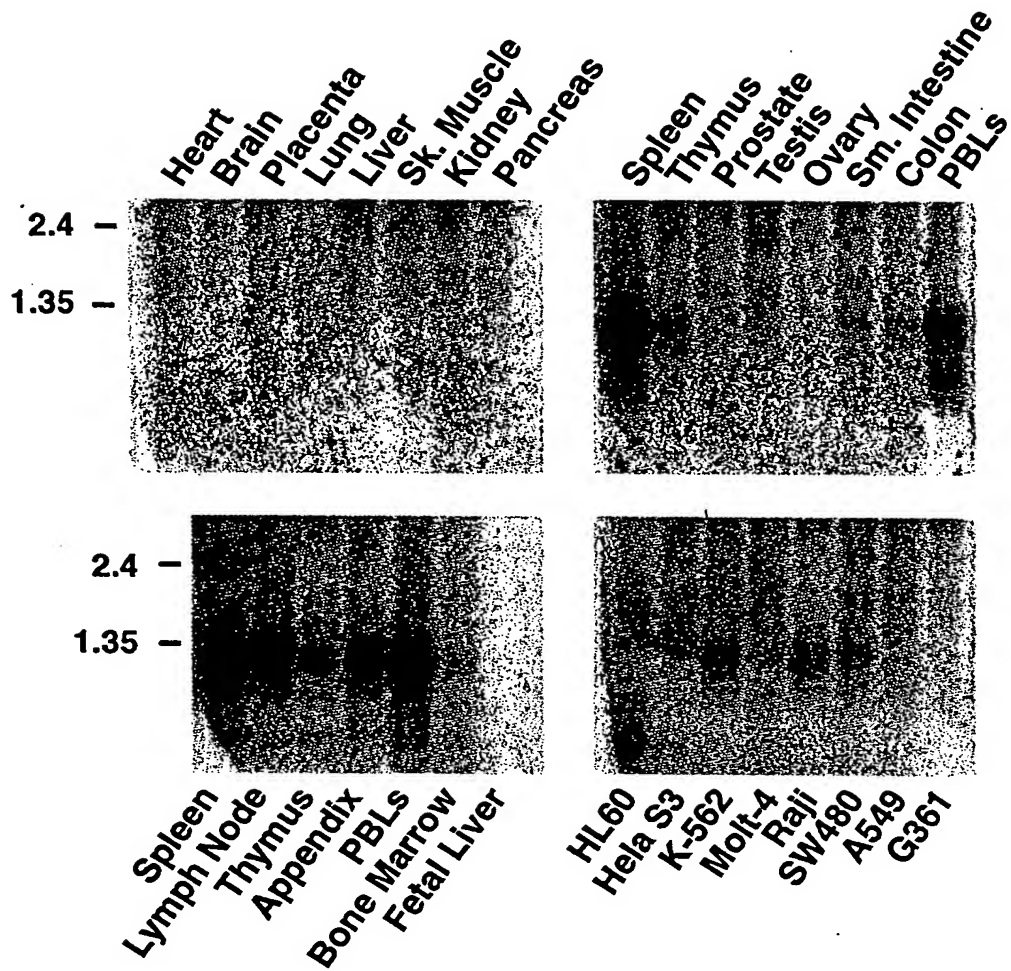 Heart
Brain
Placenta
Lung
Liver
Sk. Muscle
Kidney
Pancreas
Spleen
Thymus
Prostate
Testis
Ovary
Sm. Intestine
Colon
PBLs
2.4
1.35
2.4
1.35
Spleen
Lymph Node
Thymus
Appendix
PBLs
Bone Marrow
Fetal Liver
HL60
Hela S3
K-562
Molt-4
Raji
SW480
A549
G361